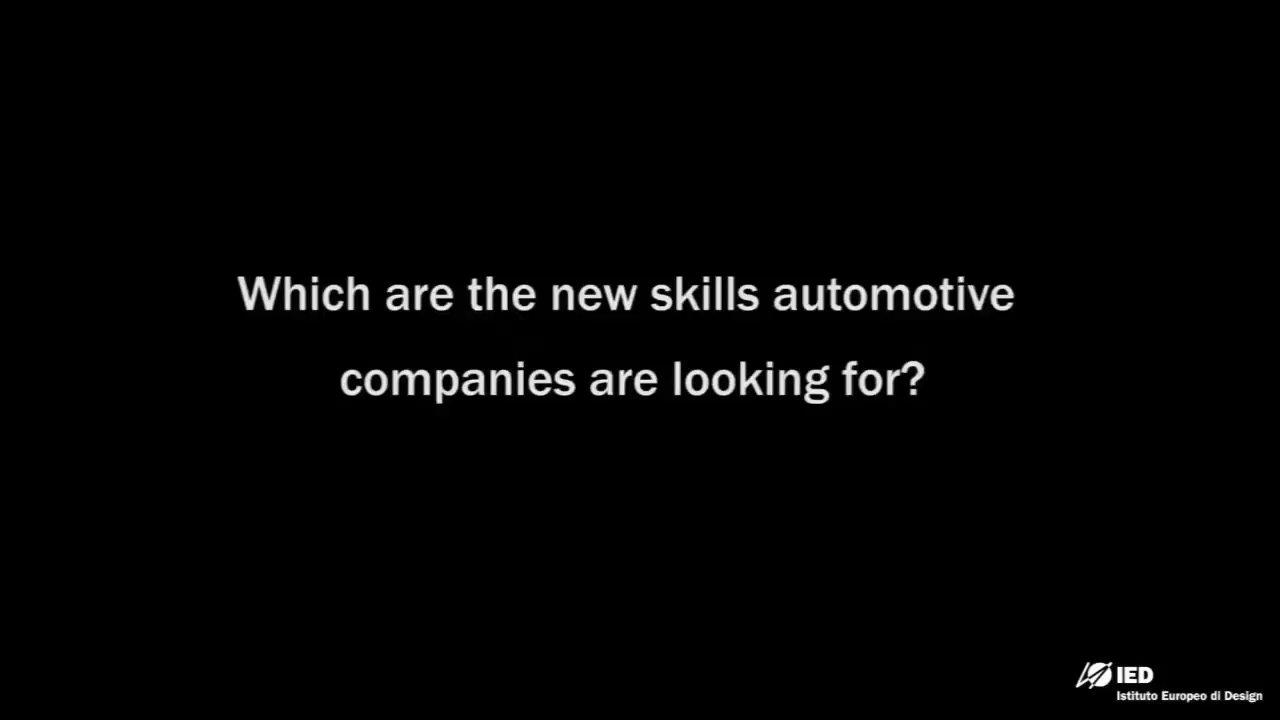 Which are the new skills automotive
companies are looking for?
IED
Istituto Europeo di Design